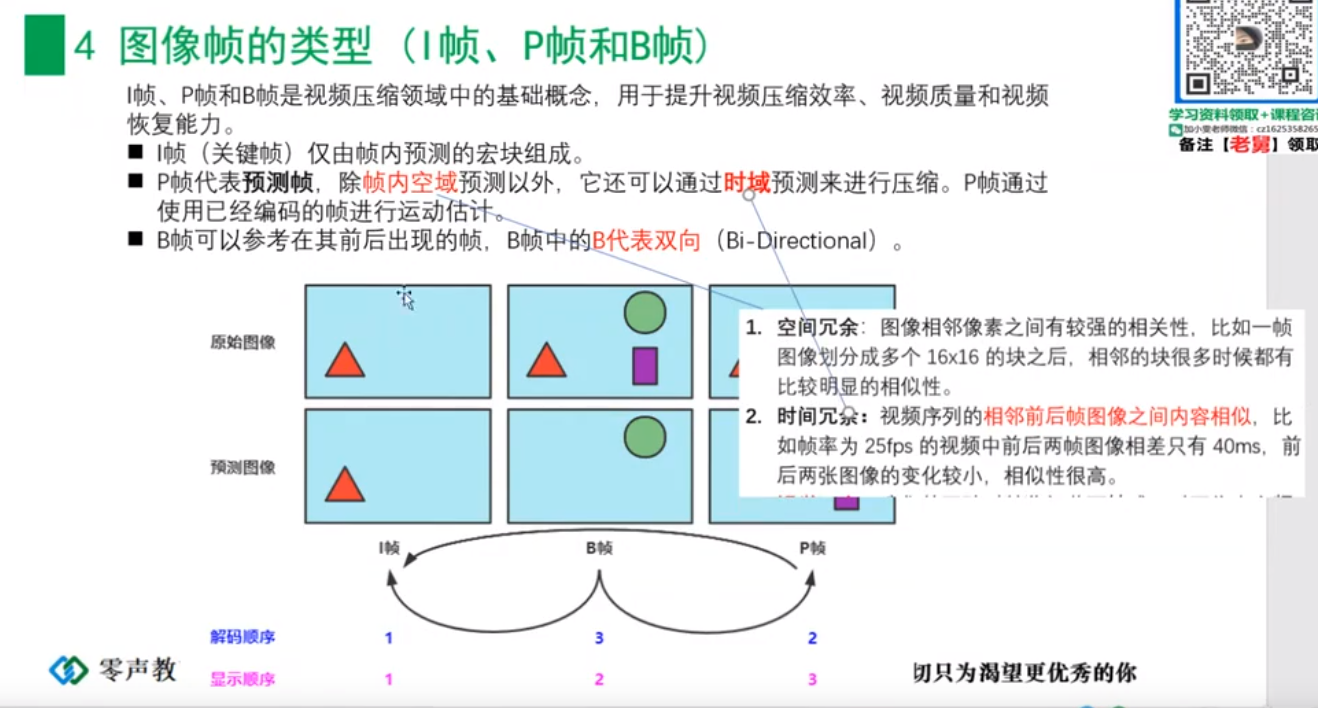 4 图像帧的类型（I帧、P帧和B帧）
I帧、P帧和B帧是视频压缩领域中的基础概念，用于提升视频压缩效率、视频质量和视频
恢复能力。
■ I帧（关键帧）仅由帧内预测的宏块组成。
■ P帧代表预测帧，除帧内空域预测以外，它还可以通过时域预测来进行压缩。P帧通过
使用已经编码的帧进行运动估计。
■ B帧可以参考在其前后出现的帧，B帧中的B代表双向（Bi-Directional）。
学习资料领取+课程咨
加小雯老师微信：cz1625358265
备注【老舅】领取
原始图像
预测图像
1. 空间冗余：图像相邻像素之间有较强的相关性，比如一帧
图像划分成多个 16x16 的块之后，相邻的块很多时候都有
比较明显的相似性。
2. 时间冗余：视频序列的相邻前后帧图像之间内容相似，比
如帧率为 25fps 的视频中前后两帧图像相差只有 40ms，前
后两张图像的变化较小，相似性很高。
I帧 B帧 P帧
解码顺序 1 3 2
显示顺序 1 2 3
零声教
切只为渴望更优秀的你